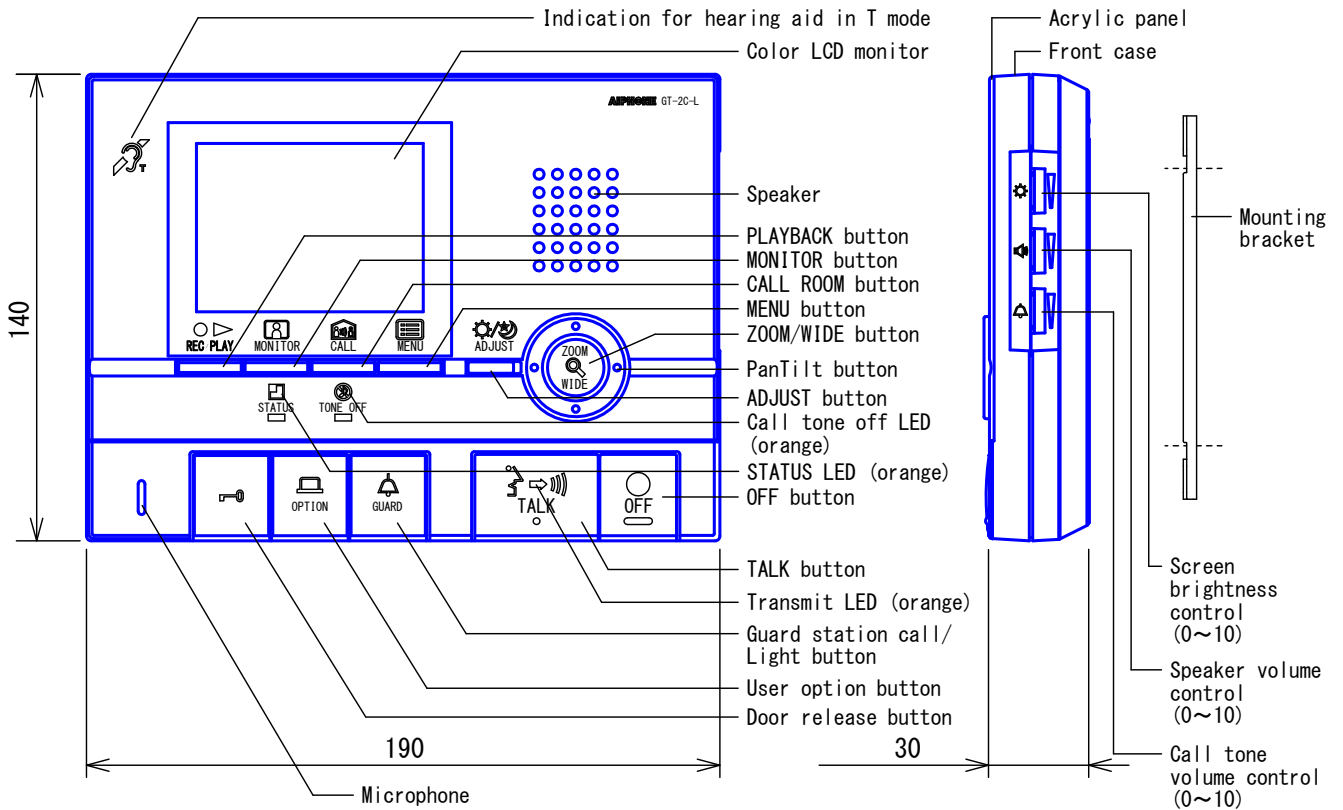 Indication for hearing aid in T mode
Color LCD monitor
Acrylic panel
Front case
AIPHONE GT-2C-L
T
Speaker
PLAYBACK button
MONITOR button
CALL ROOM button
MENU button
ZOOM/WIDE button
PanTilt button
ADJUST button
Call tone off LED
(orange)
STATUS LED (orange)
OFF button
Mounting
bracket
140
REC PLAY
MONITOR
CALL
MENU
ADJUST
ZOOM
WIDE
STATUS
TONE OFF
OPTION
GUARD
TALK
OFF
TALK button
Transmit LED (orange)
Guard station call/
Light button
User option button
Door release button
Microphone
190
30
Screen
brightness
control
(0~10)
Speaker volume
control
(0~10)
Call tone
volume control
(0~10)